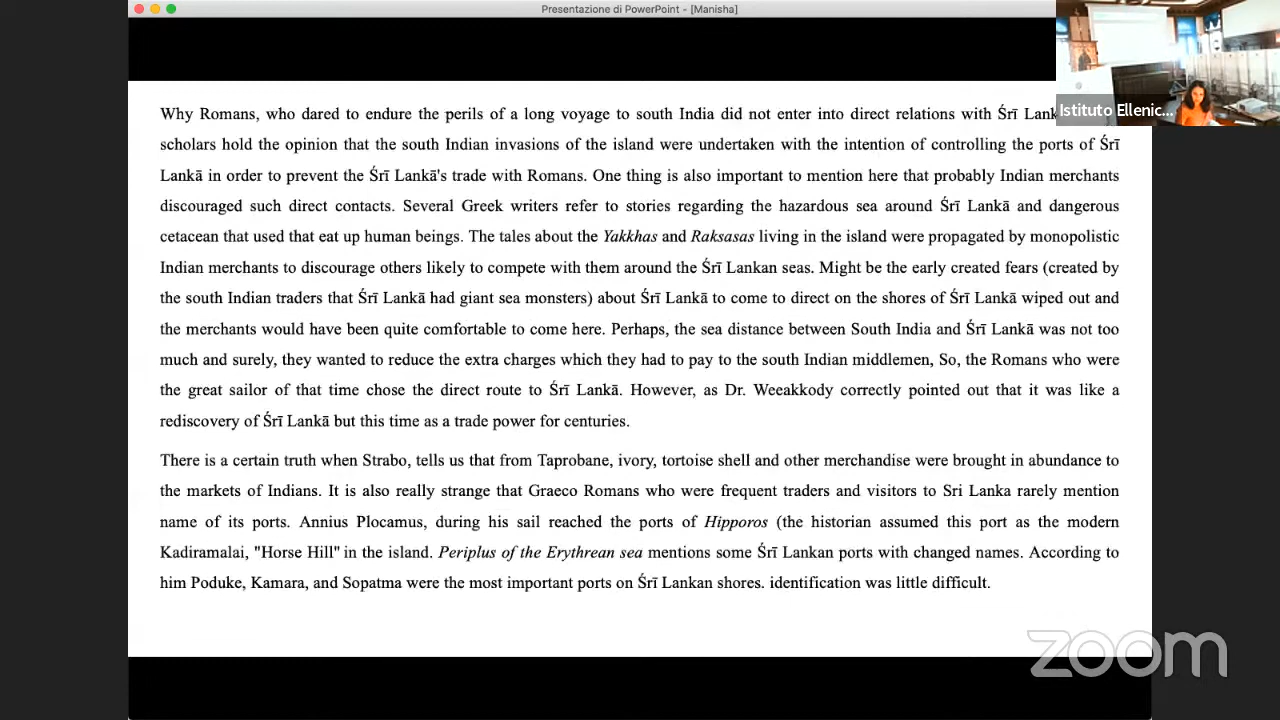 Presentazione di PowerPoint - [Manisha]
Istituto Ellenic...
Why Romans, who dared to endure the perils of a long voyage to south India did not enter into direct relations with Śrī Lank
scholars hold the opinion that the south Indian invasions of the island were undertaken with the intention of controlling the ports of Śrī
Lankā in order to prevent the Śrī Lankā's trade with Romans. One thing is also important to mention here that probably Indian merchants
discouraged such direct contacts. Several Greek writers refer to stories regarding the hazardous sea around Śrī Lankā and dangerous
cetacean that used that eat up human beings. The tales about the Yakkhas and Raksasas living in the island were propagated by monopolistic
Indian merchants to discourage others likely to compete with them around the Śrī Lankan seas. Might be the early created fears (created by
the south Indian traders that Śrī Lankā had giant sea monsters) about Śrī Lankā to come to direct on the shores of Śrī Lankā wiped out and
the merchants would have been quite comfortable to come here. Perhaps, the sea distance between South India and Śrī Lankā was not too
much and surely, they wanted to reduce the extra charges which they had to pay to the south Indian middlemen, So, the Romans who were
the great sailor of that time chose the direct route to Śrī Lankā. However, as Dr. Weeakkody correctly pointed out that it was like a
rediscovery of Śrī Lankā but this time as a trade power for centuries.
There is a certain truth when Strabo, tells us that from Taprobane, ivory, tortoise shell and other merchandise were brought in abundance to
the markets of Indians. It is also really strange that Graeco Romans who were frequent traders and visitors to Sri Lanka rarely mention
name of its ports. Annius Plocamus, during his sail reached the ports of Hipporos (the historian assumed this port as the modern
Kadiramalai, "Horse Hill" in the island. Periplus of the Erythrean sea mentions some Śrī Lankan ports with changed names. According to
him Poduke, Kamara, and Sopatma were the most important ports on Śrī Lankan shores. identification was little difficult.
zoom